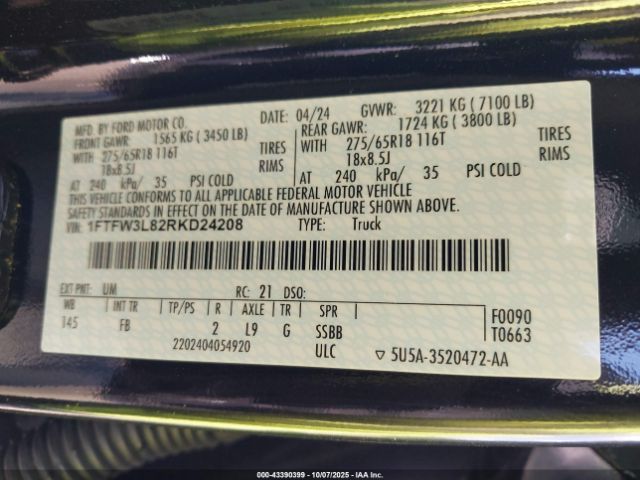 MFD. BY FORD MOTOR CO.
DATE: 04/24 GVWR: 3221 KG ( 7100 LB)
FRONT GAWR: 1565 KG ( 3450 LB)
REAR GAWR: 1724 KG ( 3800 LB)
WITH 275/65R18 116T TIRES
WITH 275/65R18 116T TIRES
18x8.5J RIMS
18x8.5J RIMS
AT 240 kPa/ 35 PSI COLD
AT 240 kPa/ 35 PSI COLD
THIS VEHICLE CONFORMS TO ALL APPLICABLE FEDERAL MOTOR VEHICLE
SAFETY STANDARDS IN EFFECT ON THE DATE OF MANUFACTURE SHOWN ABOVE.
VIN: 1FTFW3L82RKD24208 TYPE: Truck
EXT PNT: UM RC: 21 DSO:
WB INT TR TP/PS R AXLE TR SPR
145 FB 2 L9 G SSBB
F0090
T0663
2202404054920 ULC ▽ 5U5A-3520472-AA
000-43390399 - 10/07/2025 - IAA Inc.